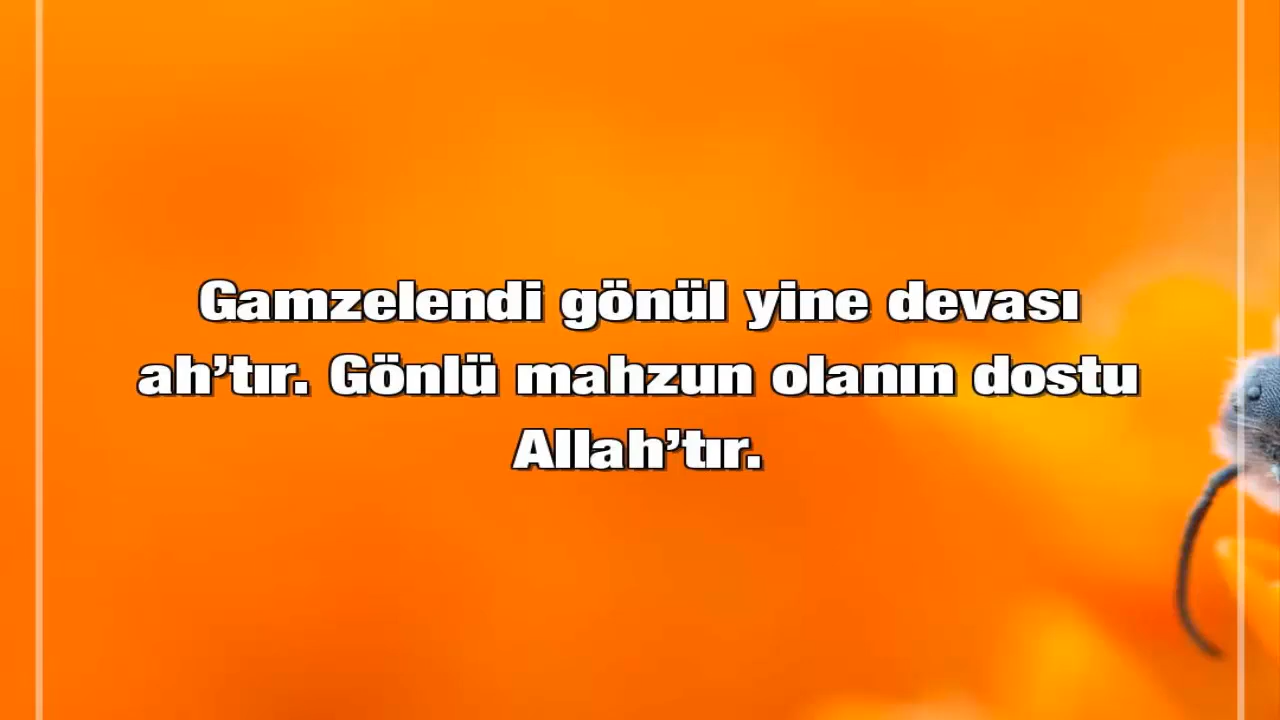 Gamzelendi gönül yine devası
ah’tır. Gönlü mahzun olanın dostu
Allah’tır.